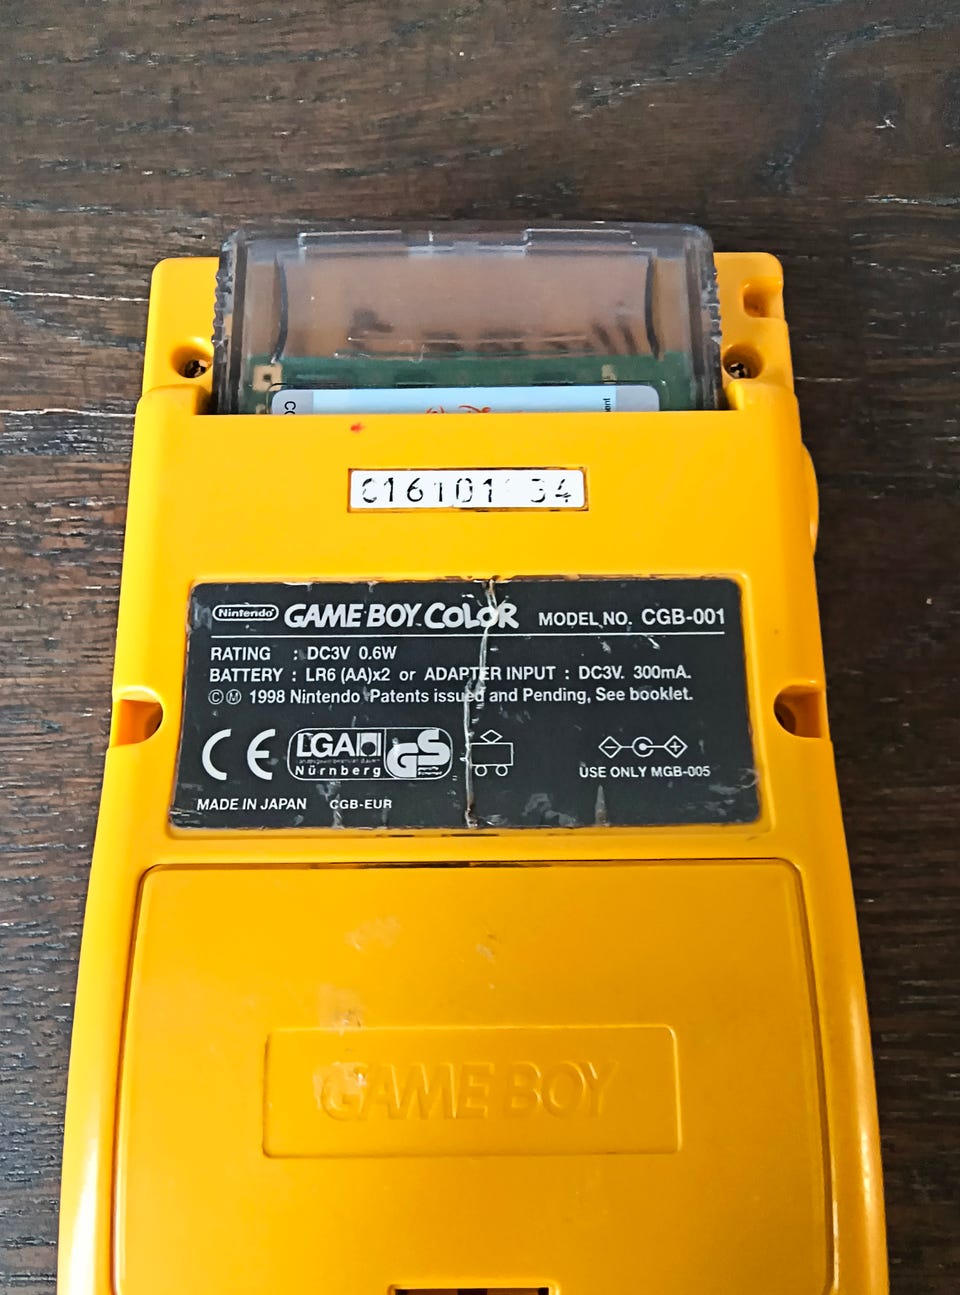 Nintendo GAME BOY COLOR MODEL NO. CGB-001
RATING : DC3V 0.6W
BATTERY : LR6 (AA)x2 or ADAPTER INPUT : DC3V. 300mA.
©Ⓜ 1998 Nintendo Patents issued and Pending, See booklet.
CE LGA GS
Nürnberg
USE ONLY MGB-005
MADE IN JAPAN CGB-EUR
GAME BOY